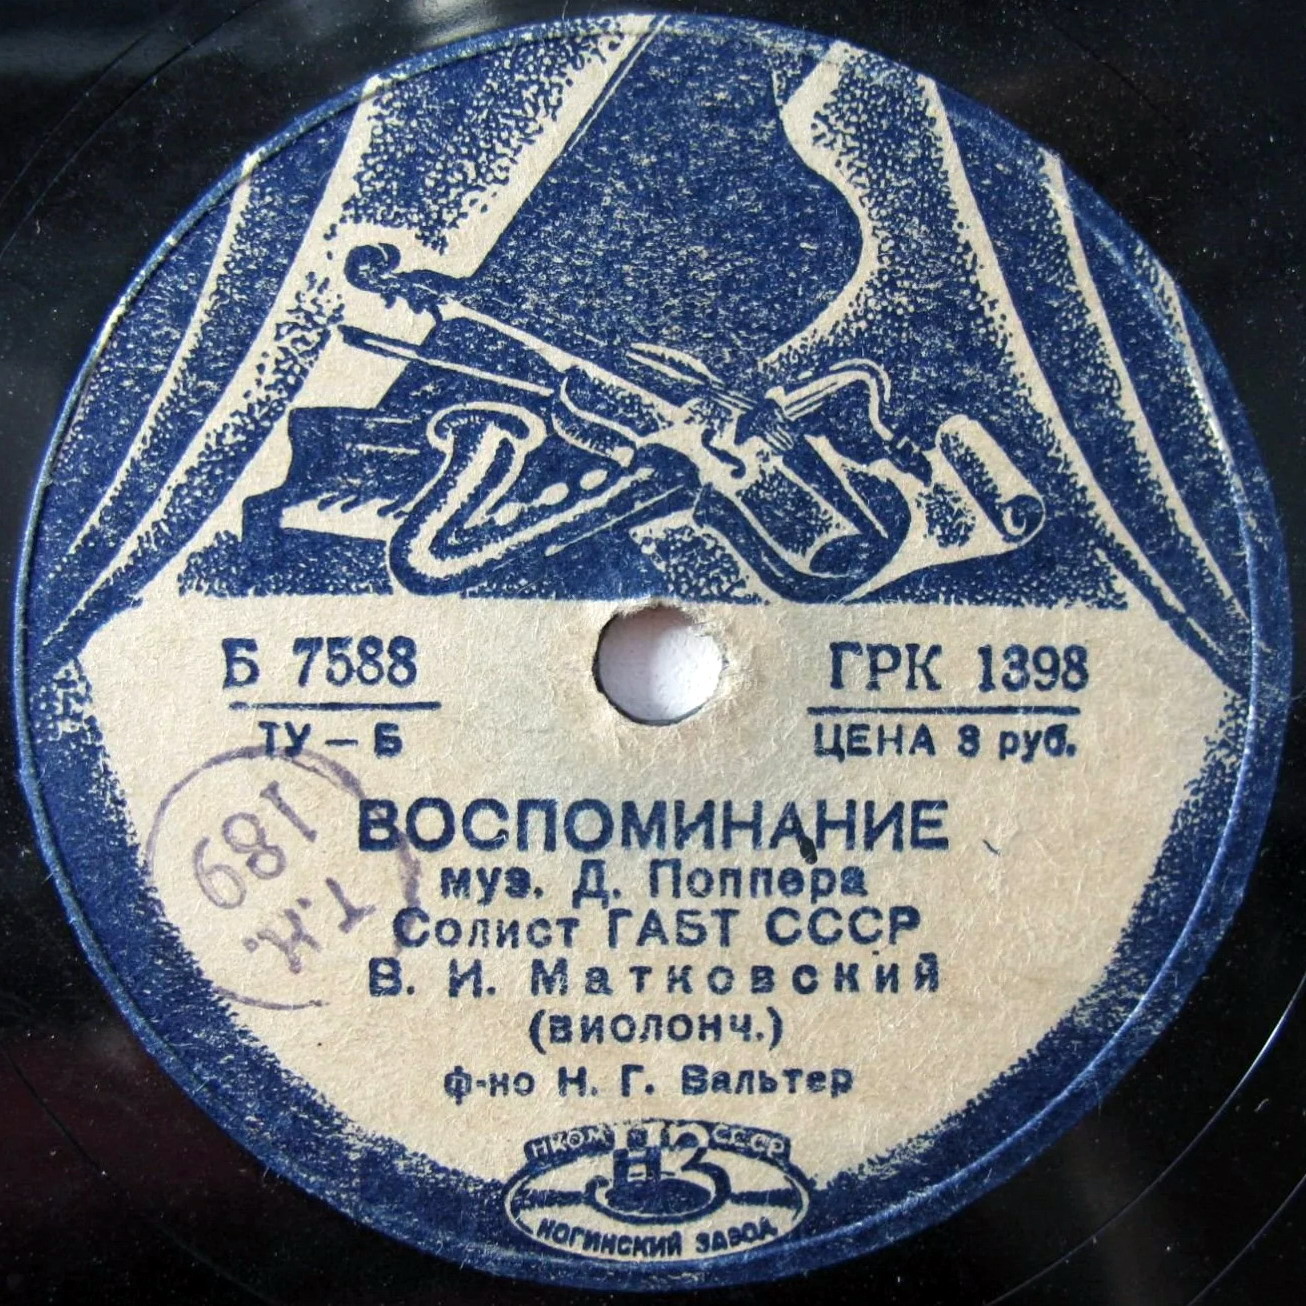 Б 7588
ГРК 1398
ТУ – Б
ЦЕНА 3 руб.
ВОСПОМИНАНИЕ
муз. Д. Поппера
Солист ГАБТ СССР
В. И. Матковский
(виолонч.)
ф-но Н. Г. Вальтер
189
Т.Н.
НКОМ СССР
НЗ
НОГИНСКИЙ ЗАВОД